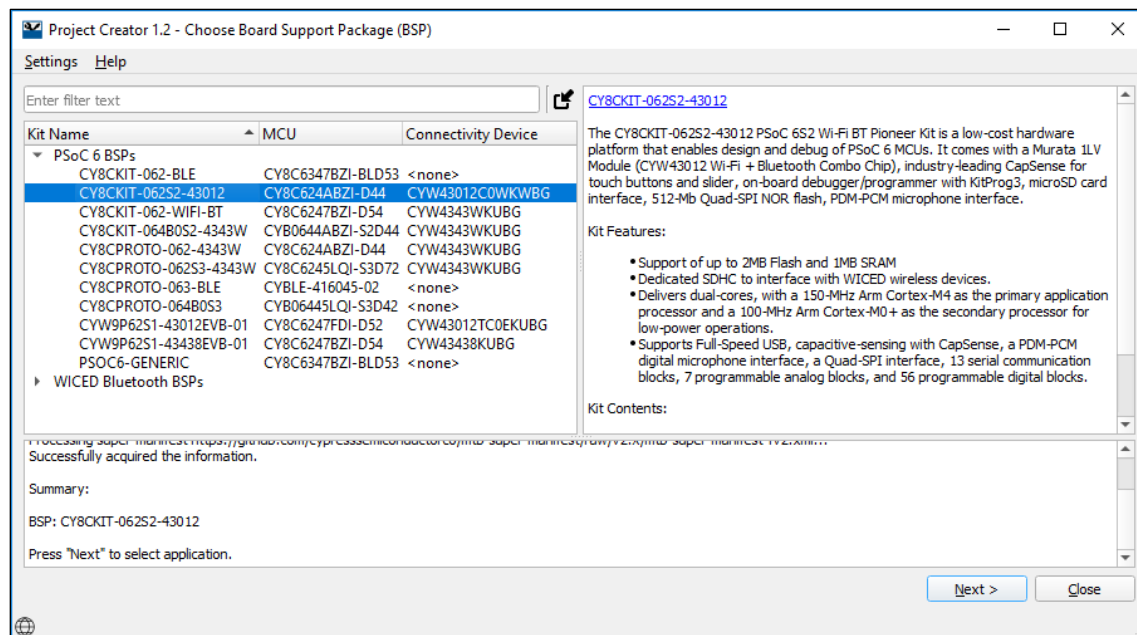 Project Creator 1.2 - Choose Board Support Package (BSP)
Settings Help
Enter filter text
Kit Name MCU Connectivity Device
PSoC 6 BSPs
CY8CKIT-062-BLE CY8C6347BZI-BLD53 <none>
CY8CKIT-062S2-43012 CY8C624ABZI-D44 CYW43012C0WKWBG
CY8CKIT-062-WIFI-BT CY8C6247BZI-D54 CYW4343WKUBG
CY8CKIT-064B0S2-4343W CYB0644ABZI-S2D44 CYW4343WKUBG
CY8CPROTO-062-4343W CY8C624ABZI-D44 CYW4343WKUBG
CY8CPROTO-062S3-4343W CY8C6245LQI-S3D72 CYW4343WKUBG
CY8CPROTO-063-BLE CYBLE-416045-02 <none>
CY8CPROTO-064B0S3 CYB06445LQI-S3D42 <none>
CYW9P62S1-43012EVB-01 CY8C6247FDI-D52 CYW43012TC0EKUBG
CYW9P62S1-43438EVB-01 CY8C6247BZI-D54 CYW43438KUBG
PSOC6-GENERIC CY8C6347BZI-BLD53 <none>
WICED Bluetooth BSPs
CY8CKIT-062S2-43012
The CY8CKIT-062S2-43012 PSoC 6S2 Wi-Fi BT Pioneer Kit is a low-cost hardware
platform that enables design and debug of PSoC 6 MCUs. It comes with a Murata 1LV
Module (CYW43012 Wi-Fi + Bluetooth Combo Chip), industry-leading CapSense for
touch buttons and slider, on-board debugger/programmer with KitProg3, microSD card
interface, 512-Mb Quad-SPI NOR flash, PDM-PCM microphone interface.
Kit Features:
• Support of up to 2MB Flash and 1MB SRAM
• Dedicated SDHC to interface with WICED wireless devices.
• Delivers dual-cores, with a 150-MHz Arm Cortex-M4 as the primary application
processor and a 100-MHz Arm Cortex-M0+ as the secondary processor for
low-power operations.
• Supports Full-Speed USB, capacitive-sensing with CapSense, a PDM-PCM
digital microphone interface, a Quad-SPI interface, 13 serial communication
blocks, 7 programmable analog blocks, and 56 programmable digital blocks.
Kit Contents:
Processing super-manifest
Successfully acquired the information.
Summary:
BSP: CY8CKIT-062S2-43012
Press "Next" to select application.
Next > Close